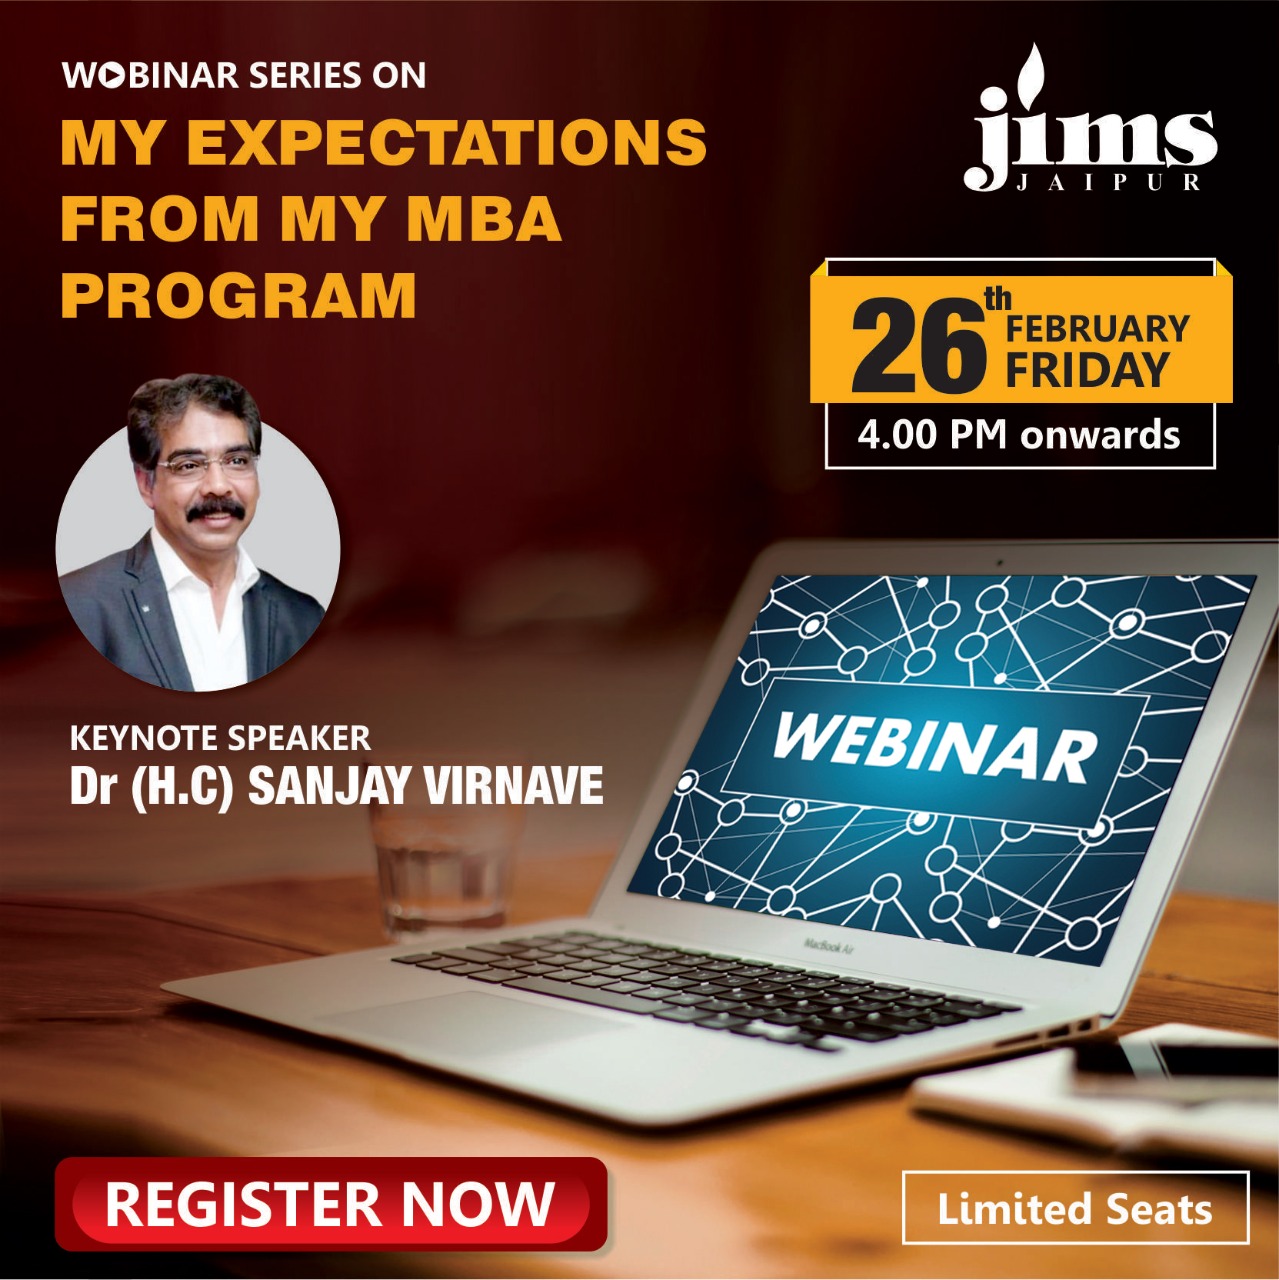 WOBINAR SERIES ON
MY EXPECTATIONS
FROM MY MBA
PROGRAM
jims
JAIPUR
26th FEBRUARY
FRIDAY
4.00 PM onwards
KEYNOTE SPEAKER
Dr (H.C) SANJAY VIRNAVE
WEBINAR
MacBook Air
REGISTER NOW
Limited Seats